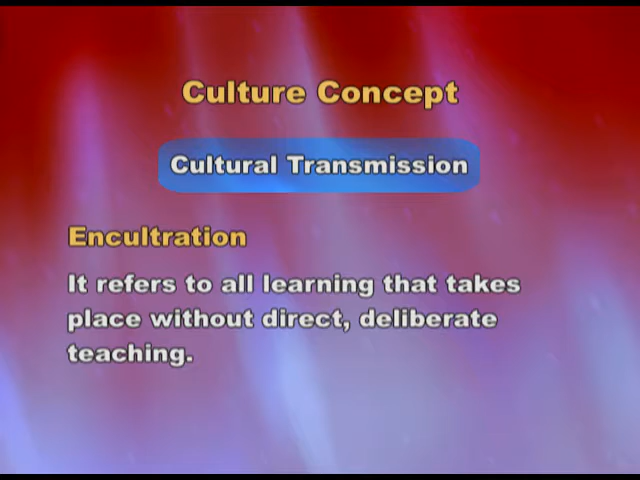 Culture Concept
Cultural Transmission
Encultration
It refers to all learning that takes
place without direct, deliberate
teaching.